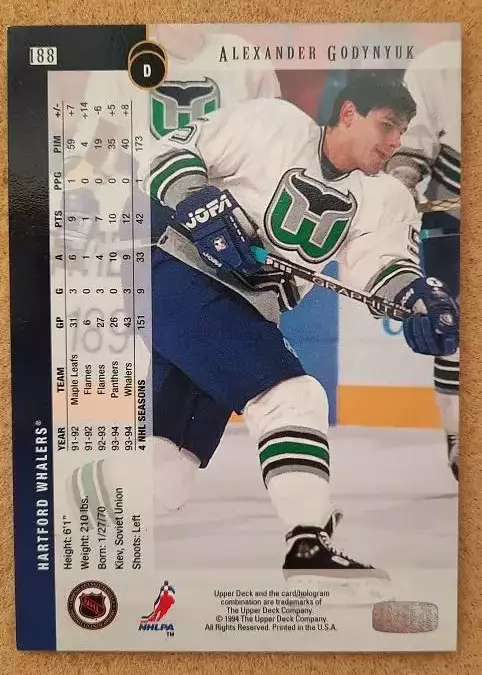 188
D
ALEXANDER GODYNYUK
HARTFORD WHALERS®
Height: 6'1"
Weight: 210 lbs.
Born: 1/27/70
Kiev, Soviet Union
Shoots: Left
YEAR TEAM GP G A PTS PPG PIM +/-
91-92 Maple Leafs 31 3 6 9 1 59 +7
91-92 Flames 6 0 1 1 0 4 +14
92-93 Flames 27 3 4 7 0 19 -6
93-94 Panthers 26 0 10 10 0 35 +5
93-94 Whalers 43 3 9 12 0 40 +8
4 NHL SEASONS 151 9 33 42 1 173
JOFA
GRAPHITE
NHL
NHLPA™
Upper Deck and the card/hologram
combination are trademarks of
The Upper Deck Company.
© 1994 The Upper Deck Company.
All Rights Reserved. Printed in the U.S.A.